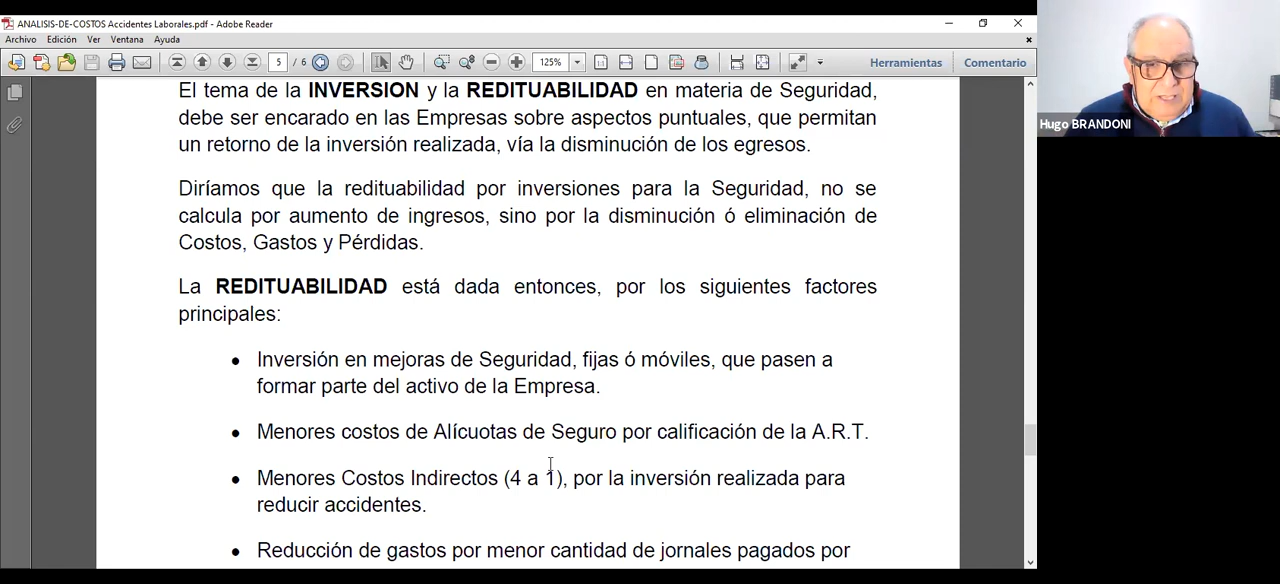 ANALISIS-DE-COSTOS Accidentes Laborales.pdf - Adobe Reader
Archivo Edición Ver Ventana Ayuda
5 / 6 125% Herramientas Comentario
El tema de la INVERSION y la REDITUABILIDAD en materia de Seguridad,
debe ser encarado en las Empresas sobre aspectos puntuales, que permitan
un retorno de la inversión realizada, vía la disminución de los egresos.
Diríamos que la redituabilidad por inversiones para la Seguridad, no se
calcula por aumento de ingresos, sino por la disminución ó eliminación de
Costos, Gastos y Pérdidas.
La REDITUABILIDAD está dada entonces, por los siguientes factores
principales:
• Inversión en mejoras de Seguridad, fijas ó móviles, que pasen a
formar parte del activo de la Empresa.
• Menores costos de Alícuotas de Seguro por calificación de la A.R.T.
• Menores Costos Indirectos (4 a 1), por la inversión realizada para
reducir accidentes.
• Reducción de gastos por menor cantidad de jornales pagados por
Hugo BRANDONI